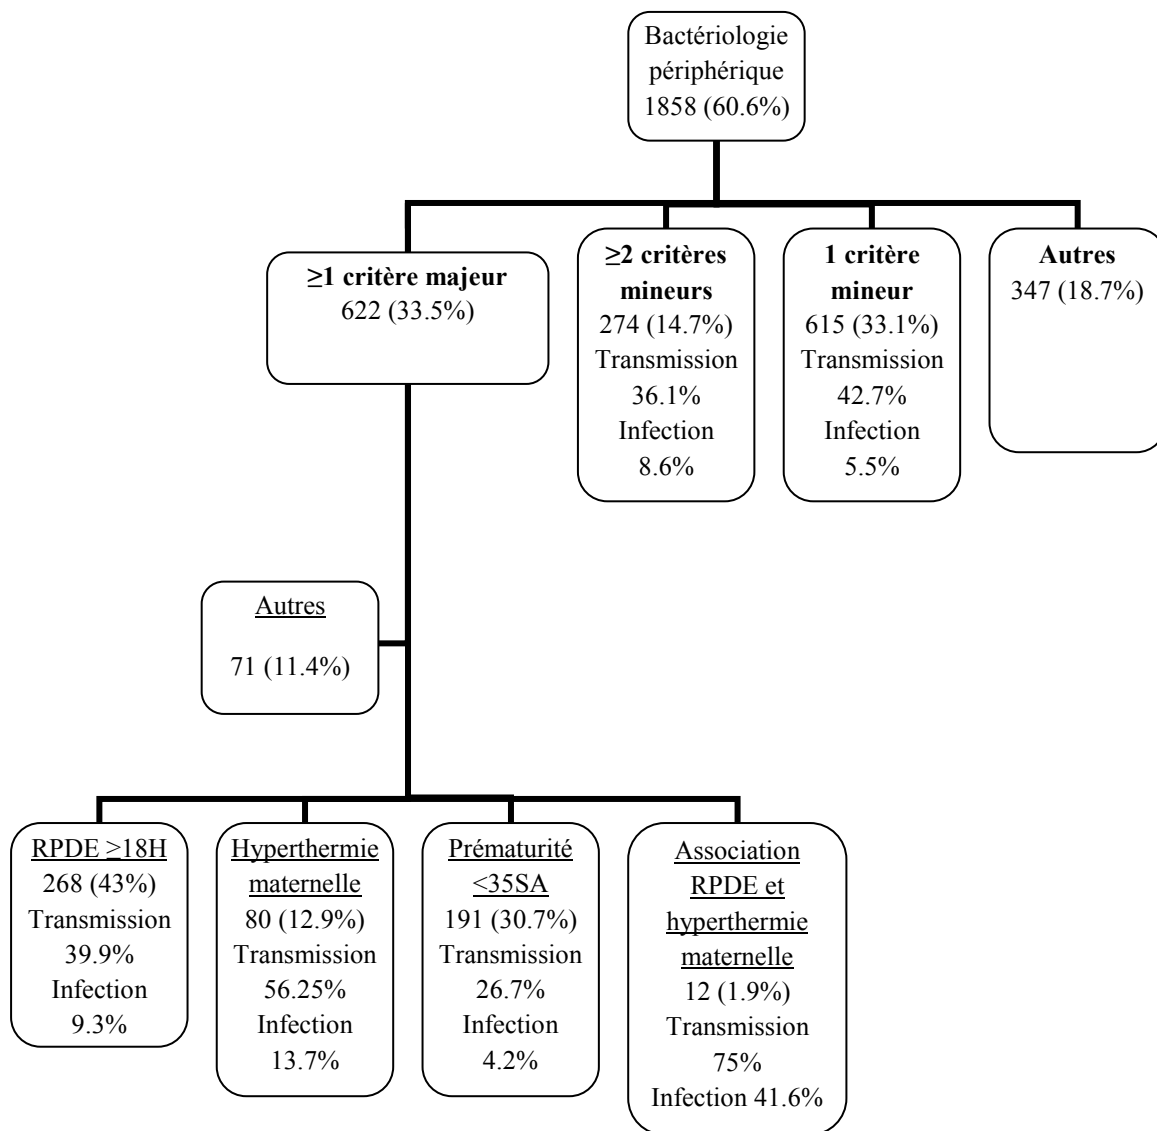 Bactériologie
périphérique
1858 (60.6%)
≥1 critère majeur
622 (33.5%)
≥2 critères
mineurs
274 (14.7%)
Transmission
36.1%
Infection
8.6%
1 critère
mineur
615 (33.1%)
Transmission
42.7%
Infection
5.5%
Autres
347 (18.7%)
Autres
71 (11.4%)
RPDE ≥18H
268 (43%)
Transmission
39.9%
Infection
9.3%
Hyperthermie
maternelle
80 (12.9%)
Transmission
56.25%
Infection
13.7%
Prématurité
<35SA
191 (30.7%)
Transmission
26.7%
Infection
4.2%
Association
RPDE et
hyperthermie
maternelle
12 (1.9%)
Transmission
75%
Infection 41.6%